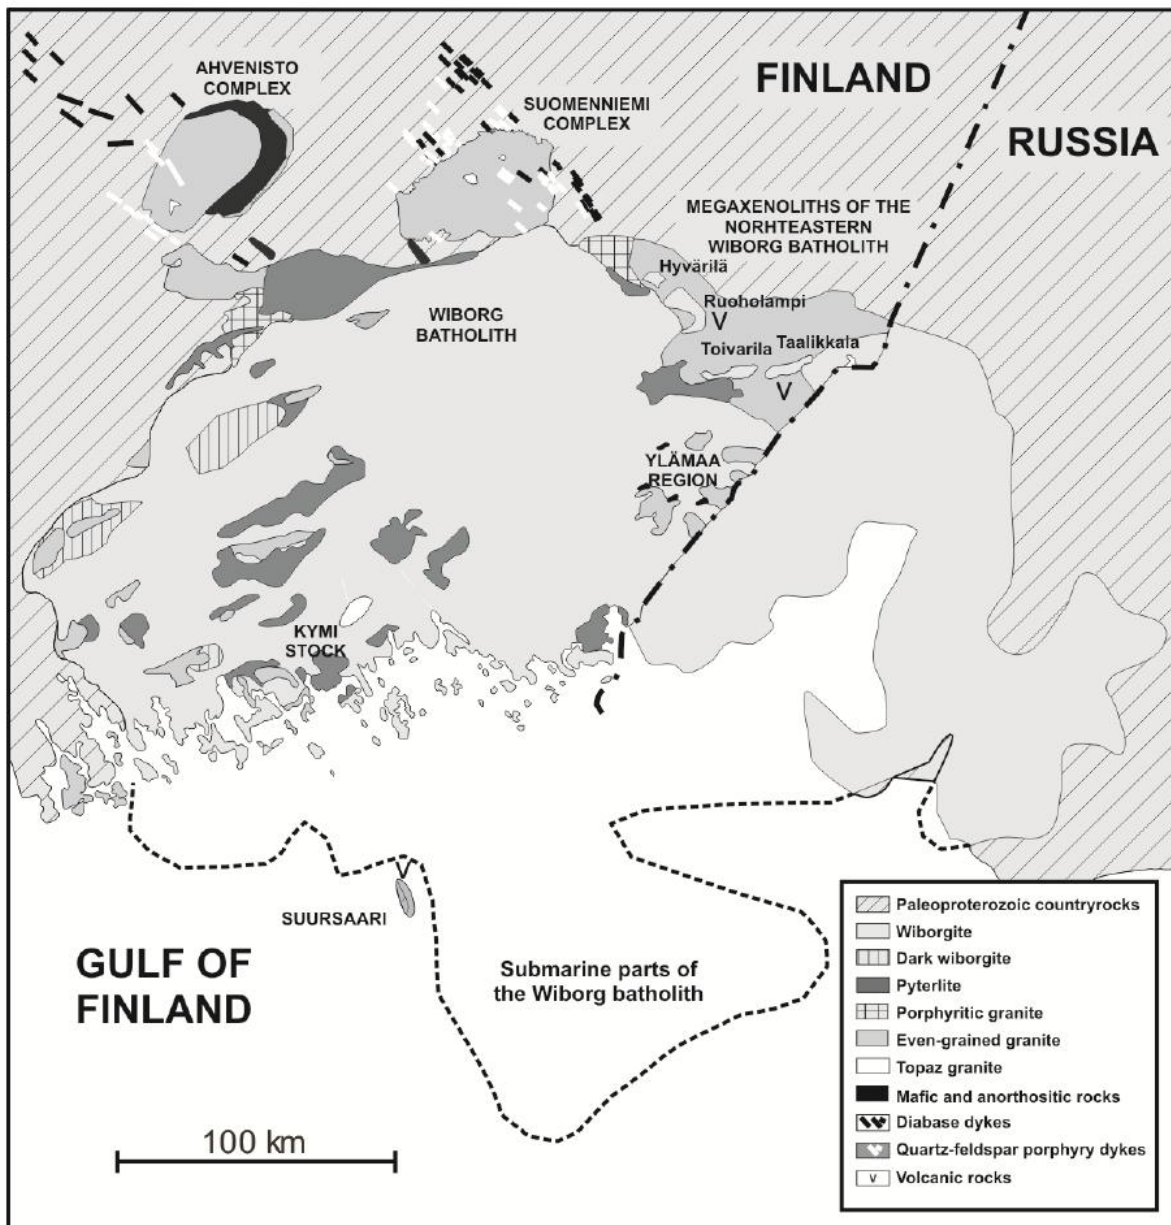 AHVENISTO
COMPLEX
FINLAND
SUOMENNIEMI
COMPLEX
RUSSIA
MEGAXENOLITHS OF THE
NORHTEASTERN
WIBORG BATHOLITH
Hyvärilä
Ruoholampi
V
WIBORG
BATHOLITH
Toivarila
Taalikkala
V
YLÄMAA
REGION
KYMI
STOCK
V
SUURSAARI
GULF OF
FINLAND
Submarine parts of
the Wiborg batholith
100 km
Paleoproterozoic countryrocks
Wiborgite
Dark wiborgite
Pyterlite
Porphyritic granite
Even-grained granite
Topaz granite
Mafic and anorthositic rocks
Diabase dykes
Quartz-feldspar porphyry dykes
v Volcanic rocks